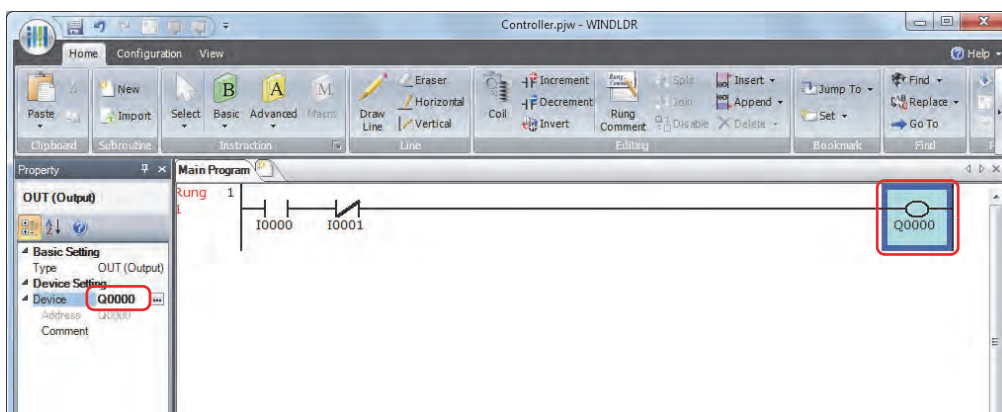 Controller.pjw - WINDLDR
Home Configuration View Help
Paste
New
Import
Select
Basic
Advanced
Macro
Draw Line
Eraser
Horizontal
Vertical
Coil
Increment
Decrement
Invert
Rung Comment
Split
Join
Disable
Insert
Append
Delete
Jump To
Set
Find
Replace
Go To
Clipboard Subroutine Instruction Line Editing Bookmark Find
Property
Main Program
OUT (Output)
Basic Setting
Type OUT (Output)
Device Setting
Device Q0000 ...
Address Q0000
Comment
Rung 1
1
I0000 I0001 Q0000